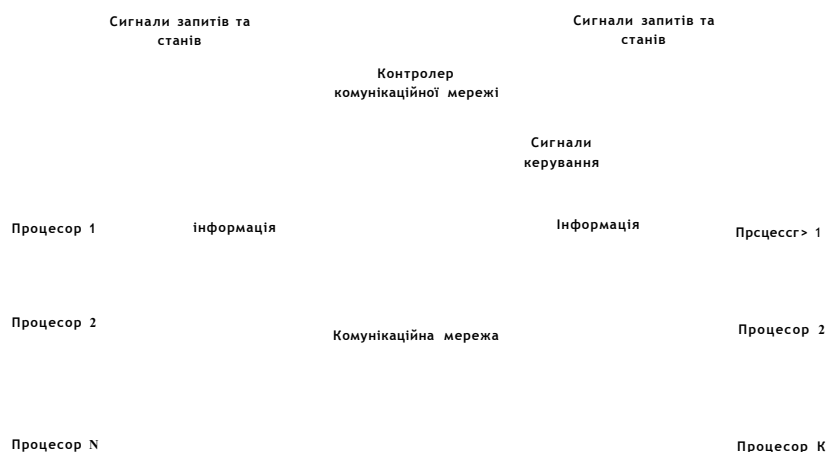 Сигнали запитів та
станів
Сигнали запитів та
станів
Контролер
комунікаційної мережі
Сигнали
керування
Процесор 1
інформація
Інформація
Прсцессг> 1
Процесор 2
Комунікаційна мережа
Процесор 2
Процесор N
Процесор К